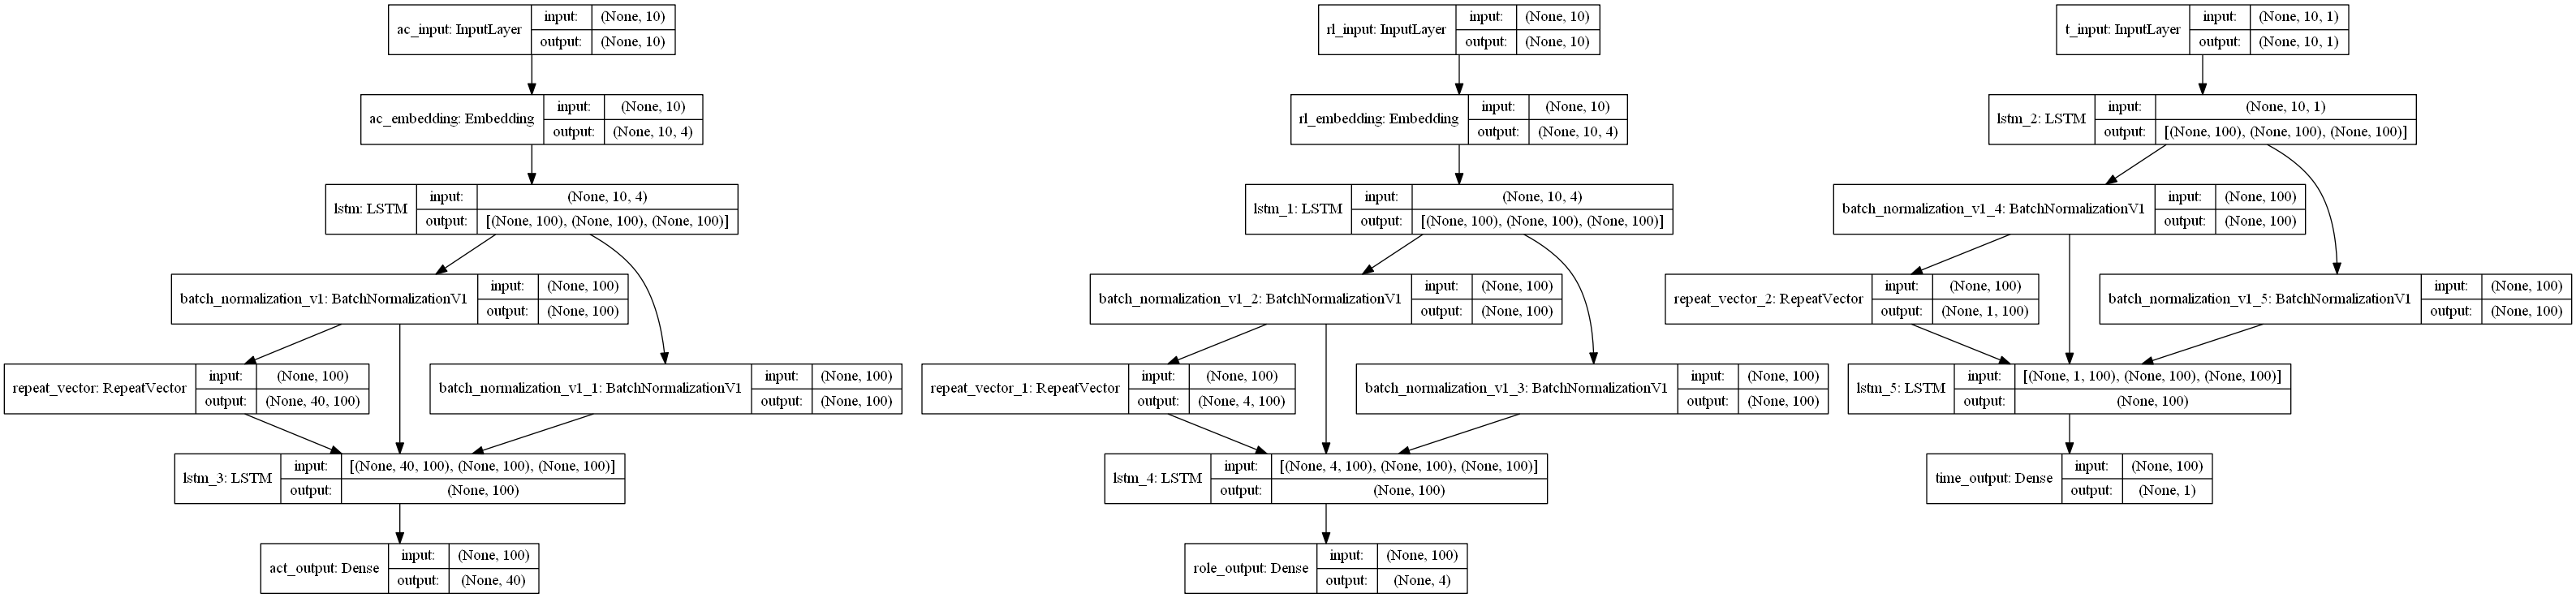 ac_input: InputLayer
input:
(None, 10)
output:
(None, 10)
ac_embedding: Embedding
input:
(None, 10)
output:
(None, 10, 4)
lstm: LSTM
input:
(None, 10, 4)
output:
[(None, 100), (None, 100), (None, 100)]
batch_normalization_v1: BatchNormalizationV1
input:
(None, 100)
output:
(None, 100)
repeat_vector: RepeatVector
input:
(None, 100)
output:
(None, 40, 100)
batch_normalization_v1_1: BatchNormalizationV1
input:
(None, 100)
output:
(None, 100)
lstm_3: LSTM
input:
[(None, 40, 100), (None, 100), (None, 100)]
output:
(None, 100)
act_output: Dense
input:
(None, 100)
output:
(None, 40)
rl_input: InputLayer
input:
(None, 10)
output:
(None, 10)
rl_embedding: Embedding
input:
(None, 10)
output:
(None, 10, 4)
lstm_1: LSTM
input:
(None, 10, 4)
output:
[(None, 100), (None, 100), (None, 100)]
batch_normalization_v1_2: BatchNormalizationV1
input:
(None, 100)
output:
(None, 100)
repeat_vector_1: RepeatVector
input:
(None, 100)
output:
(None, 4, 100)
batch_normalization_v1_3: BatchNormalizationV1
input:
(None, 100)
output:
(None, 100)
lstm_4: LSTM
input:
[(None, 4, 100), (None, 100), (None, 100)]
output:
(None, 100)
role_output: Dense
input:
(None, 100)
output:
(None, 4)
t_input: InputLayer
input:
(None, 10, 1)
output:
(None, 10, 1)
lstm_2: LSTM
input:
(None, 10, 1)
output:
[(None, 100), (None, 100), (None, 100)]
batch_normalization_v1_4: BatchNormalizationV1
input:
(None, 100)
output:
(None, 100)
repeat_vector_2: RepeatVector
input:
(None, 100)
output:
(None, 1, 100)
batch_normalization_v1_5: BatchNormalizationV1
input:
(None, 100)
output:
(None, 100)
lstm_5: LSTM
input:
[(None, 1, 100), (None, 100), (None, 100)]
output:
(None, 100)
time_output: Dense
input:
(None, 100)
output:
(None, 1)